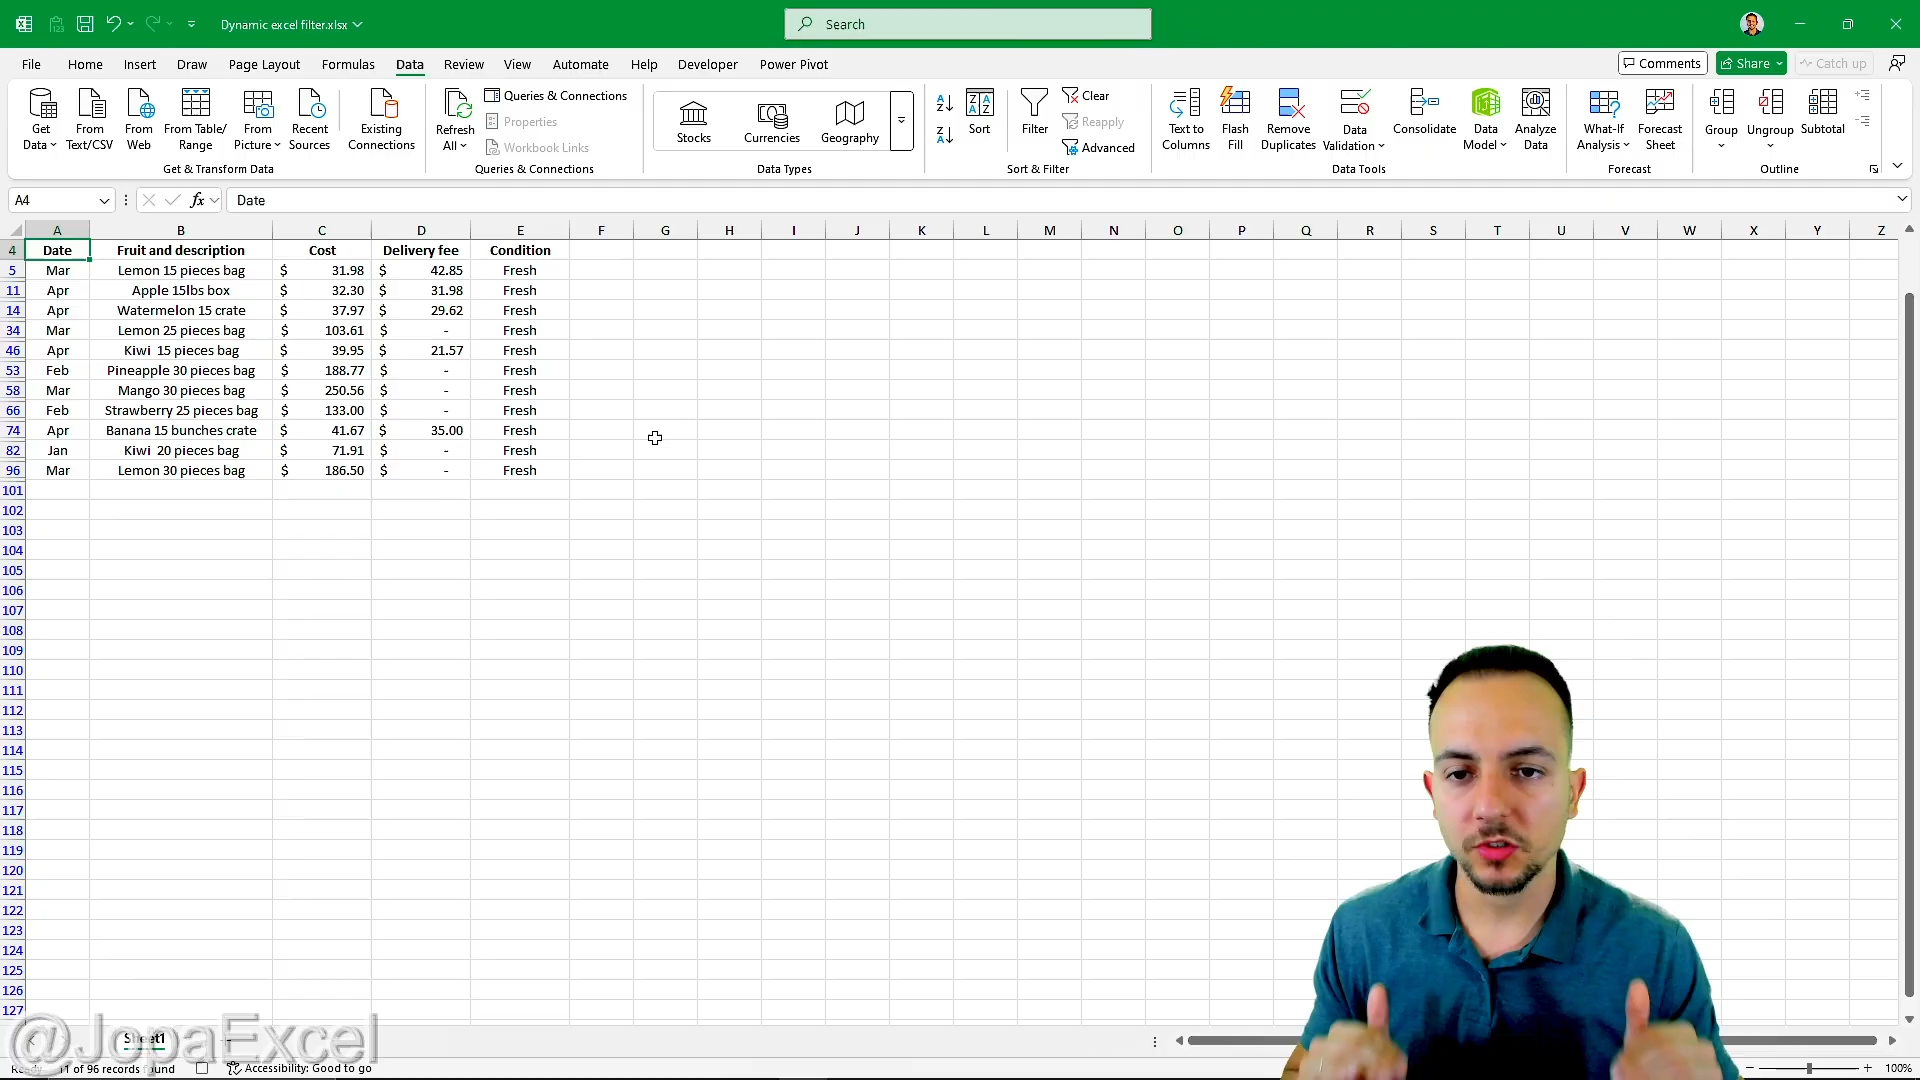 Dynamic excel filter.xlsx
Search
File Home Insert Draw Page Layout Formulas Data Review View Automate Help Developer Power Pivot
Comments Share Catch up
Get Data From Text/CSV From Web From Table/Range From Picture Recent Sources Existing Connections
Get & Transform Data
Refresh All Queries & Connections Properties Workbook Links
Queries & Connections
Stocks Currencies Geography
Data Types
Sort Filter Clear Reapply Advanced
Sort & Filter
Text to Columns Flash Fill Remove Duplicates Data Validation Consolidate Data Model Analyze Data
Data Tools
What-If Analysis Forecast Sheet
Forecast
Group Ungroup Subtotal
Outline
A4 fx Date
A B C D E F G H I J K L M N O P Q R S T U V W X Y Z
4 Date Fruit and description Cost Delivery fee Condition
5 Mar Lemon 15 pieces bag $ 31.98 $ 42.85 Fresh
11 Apr Apple 15lbs box $ 32.30 $ 31.98 Fresh
14 Apr Watermelon 15 crate $ 37.97 $ 29.62 Fresh
34 Mar Lemon 25 pieces bag $ 103.61 $ - Fresh
46 Apr Kiwi 15 pieces bag $ 39.95 $ 21.57 Fresh
53 Feb Pineapple 30 pieces bag $ 188.77 $ - Fresh
58 Mar Mango 30 pieces bag $ 250.56 $ - Fresh
66 Feb Strawberry 25 pieces bag $ 133.00 $ - Fresh
74 Apr Banana 15 bunches crate $ 41.67 $ 35.00 Fresh
82 Jan Kiwi 20 pieces bag $ 71.91 $ - Fresh
96 Mar Lemon 30 pieces bag $ 186.50 $ - Fresh
101
102
103
104
105
106
107
108
109
110
111
112
113
114
115
116
117
118
119
120
121
122
123
124
125
126
127
@JopaExcel
Sheet1
Ready 11 of 96 records found Accessibility: Good to go 100%